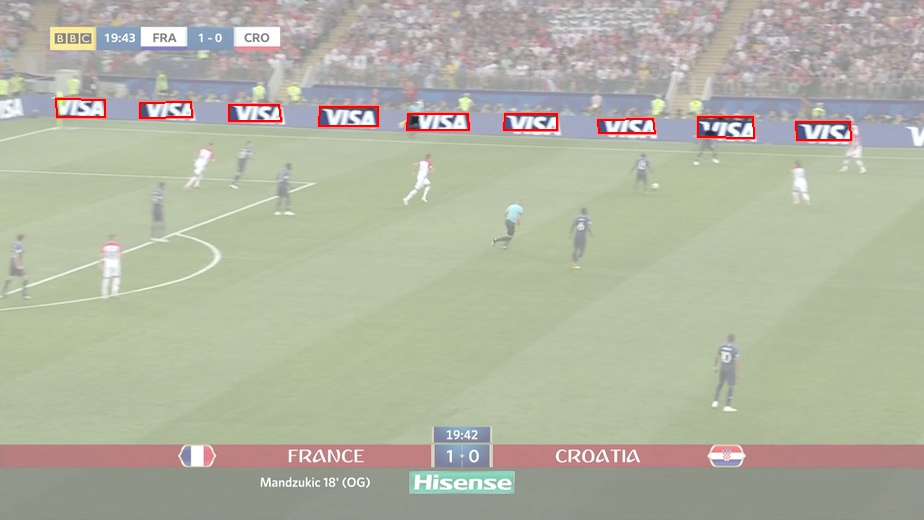 BBC 19:43 FRA 1-0 CRO
VISA VISA VISA VISA VISA VISA VISA VISA VISA VISA
19:42
FRANCE 1-0 CROATIA
Mandzukic 18' (OG) Hisense